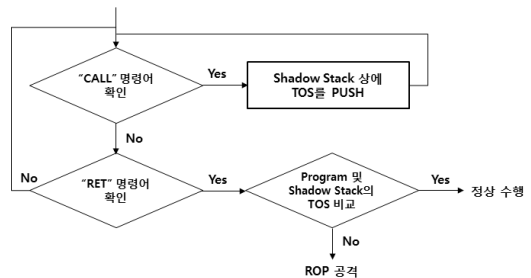 "CALL" 명령어
확인
Yes
Shadow Stack 상에
TOS를 PUSH
No
No
"RET" 명령어
확인
Yes
Program 및
Shadow Stack의
TOS 비교
Yes
정상 수행
No
ROP 공격